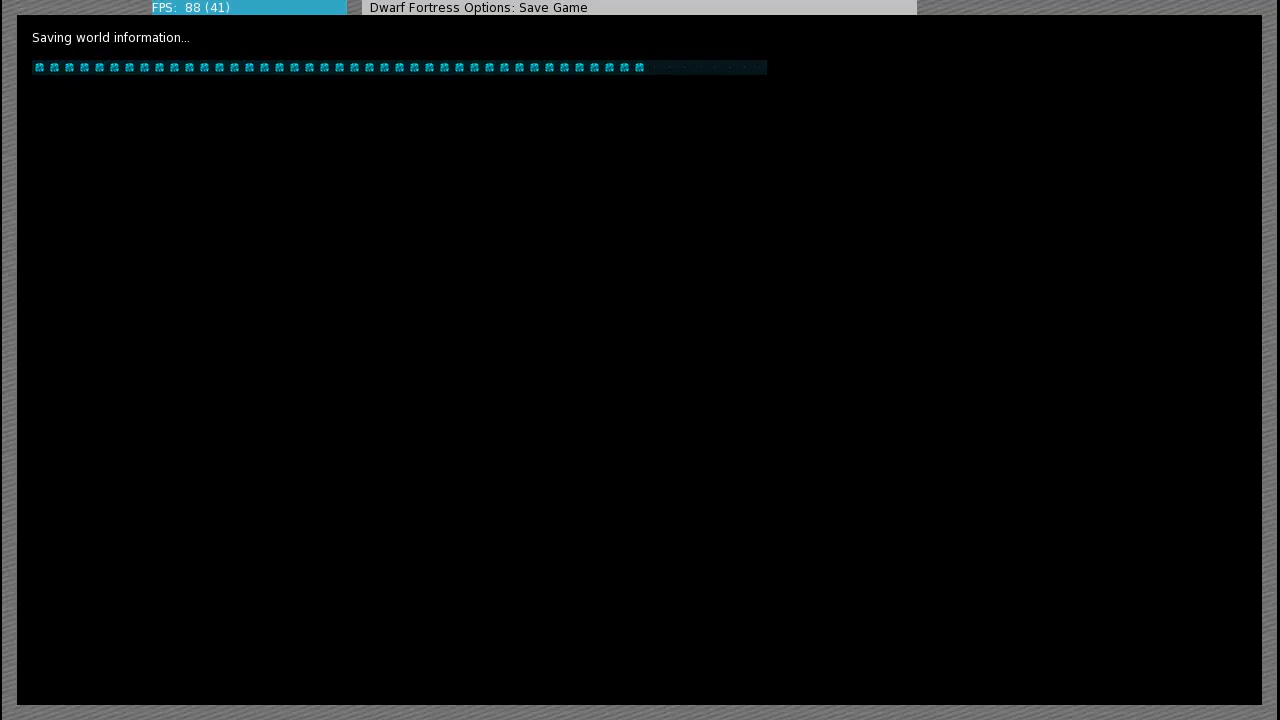 FPS: 88 (41)
Dwarf Fortress Options: Save Game
Saving world information...